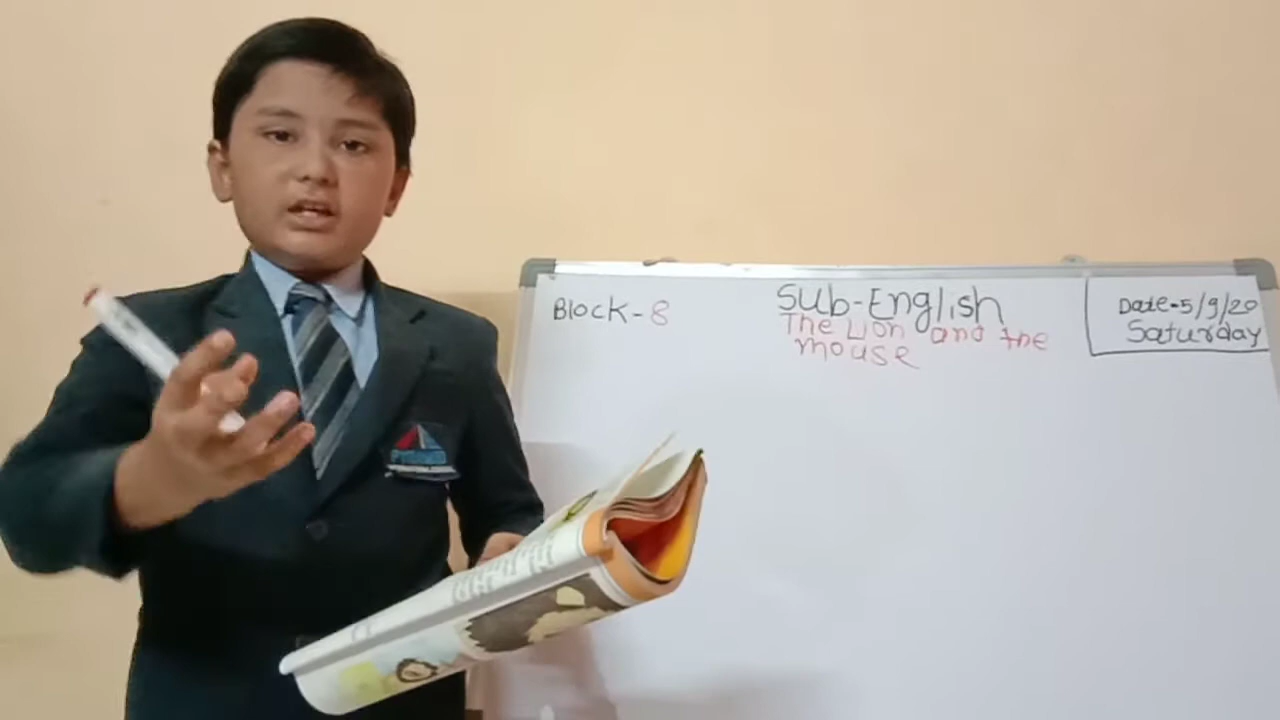 Block-8
Sub-English
The Lion and the
mouse
Date-5/9/20
Saturday